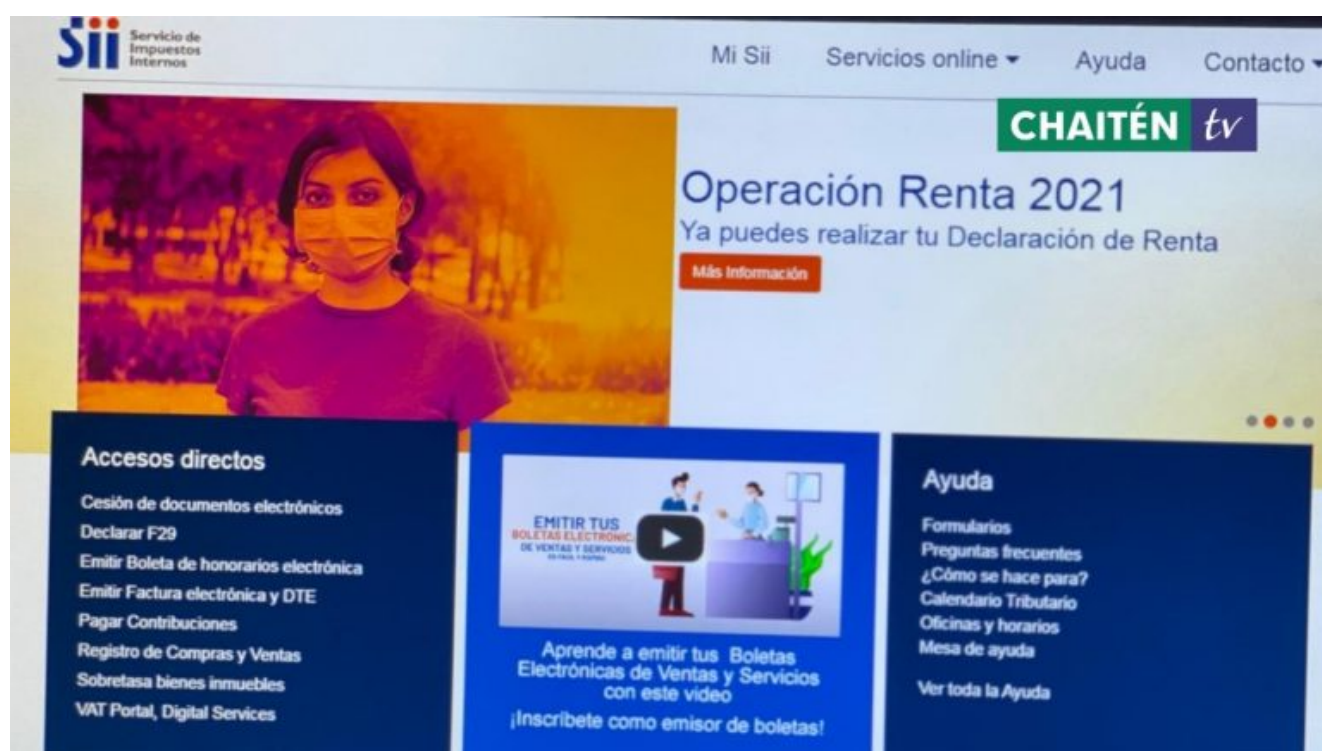 Sii
Servicio de
Impuestos
Internos
Mi Sii
Servicios online
Ayuda
Contacto
CHAITÉN tv
Operación Renta 2021
Ya puedes realizar tu Declaración de Renta
Más Información
Accesos directos
Cesión de documentos electrónicos
Declarar F29
Emitir Boleta de honorarios electrónica
Emitir Factura electrónica y DTE
Pagar Contribuciones
Registro de Compras y Ventas
Sobretasa bienes inmuebles
VAT Portal, Digital Services
EMITIR TUS
BOLETAS ELECTRÓNIC
DE VENTAS Y SERVICIOS
ES FÁCIL Y RÁPIDO
Aprende a emitir tus Boletas
Electrónicas de Ventas y Servicios
con este video
¡Inscríbete como emisor de boletas!
Ayuda
Formularios
Preguntas frecuentes
¿Cómo se hace para?
Calendario Tributario
Oficinas y horarios
Mesa de ayuda
Ver toda la Ayuda